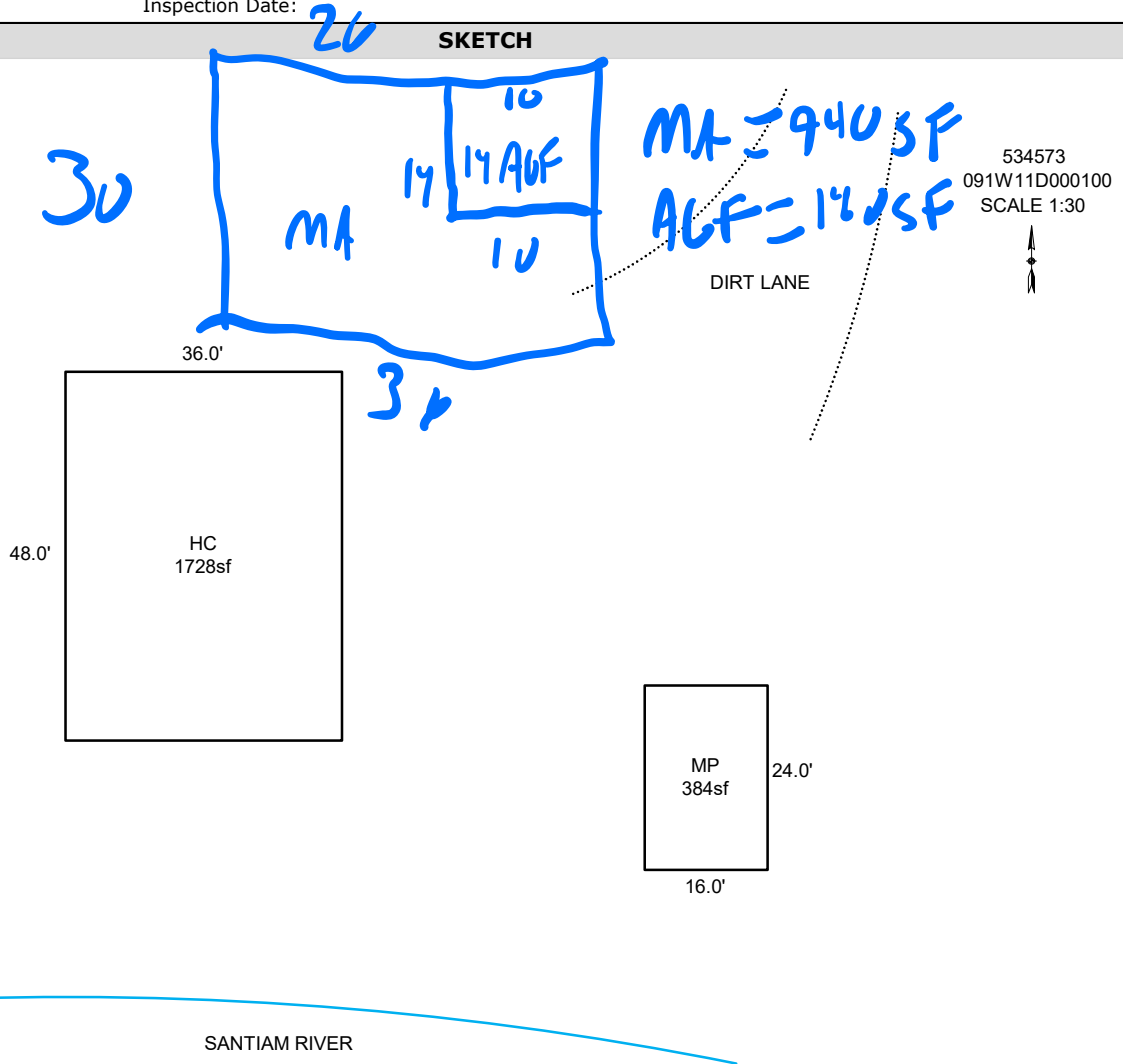 Inspection Date:
26
SKETCH
10
14
14 AGF
MA
10
30
MA = 940 SF
AGF = 140 SF
534573
091W11D000100
SCALE 1:30
DIRT LANE
36.0'
48.0'
HC
1728sf
MP
384sf
24.0'
16.0'
SANTIAM RIVER